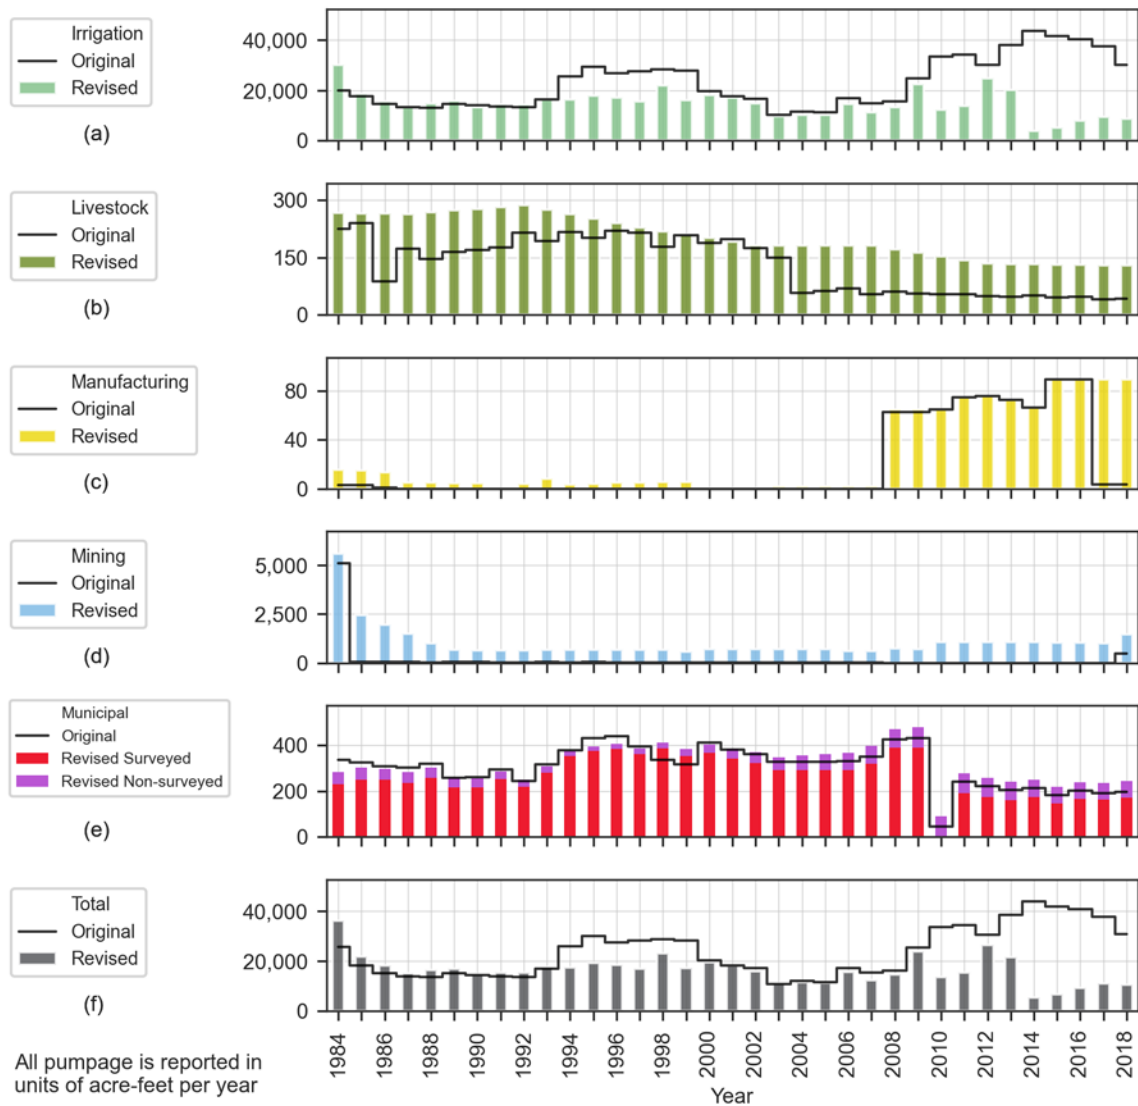 Irrigation
Original
Revised
(a)
40,000
20,000
0
Livestock
Original
Revised
(b)
300
150
0
Manufacturing
Original
Revised
(c)
80
40
0
Mining
Original
Revised
(d)
5,000
2,500
0
Municipal
Original
Revised Surveyed
Revised Non-surveyed
(e)
400
200
0
Total
Original
Revised
(f)
40,000
20,000
0
1984
1986
1988
1990
1992
1994
1996
1998
2000
2002
2004
2006
2008
2010
2012
2014
2016
2018
Year
All pumpage is reported in
units of acre-feet per year